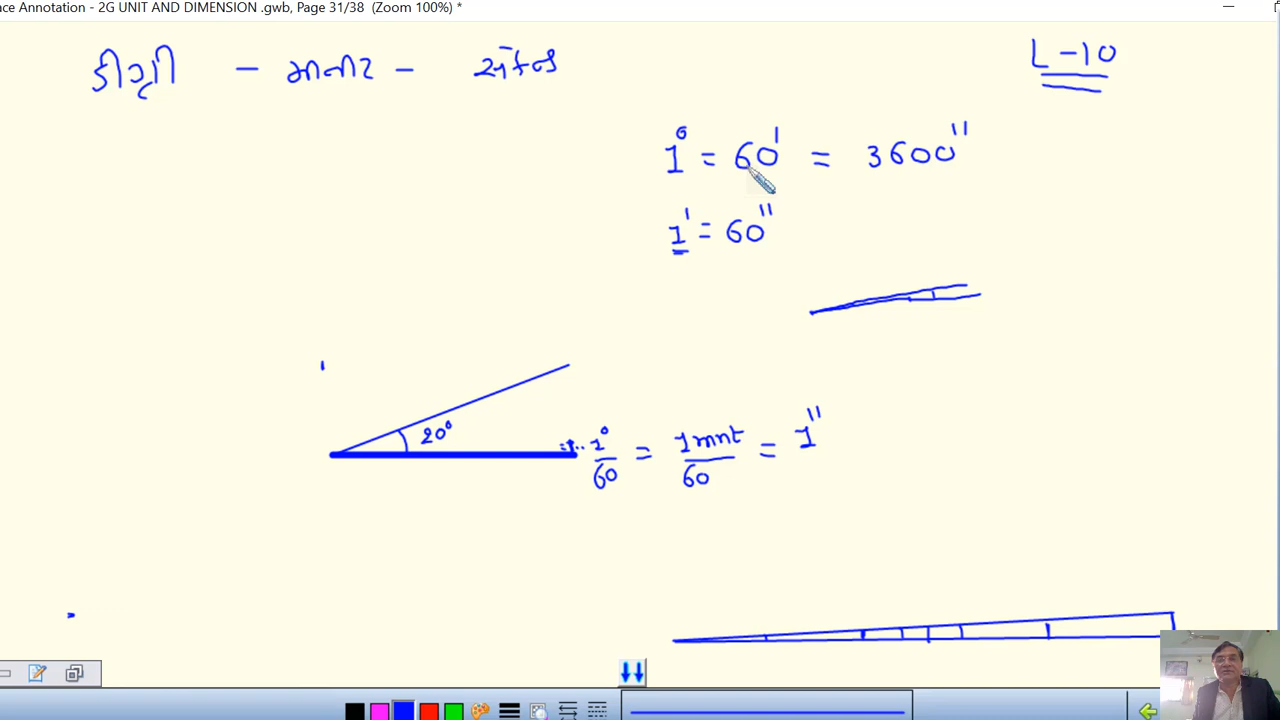 ce Annotation - 2G UNIT AND DIMENSION .gwb, Page 31/38 (Zoom 100%) *
ડીગ્રી - મીનીટ - સેકન્ડ
L-10
1° = 60' = 3600"
1' = 60"
20°
1°/60 = 1mnt/60 = 1"